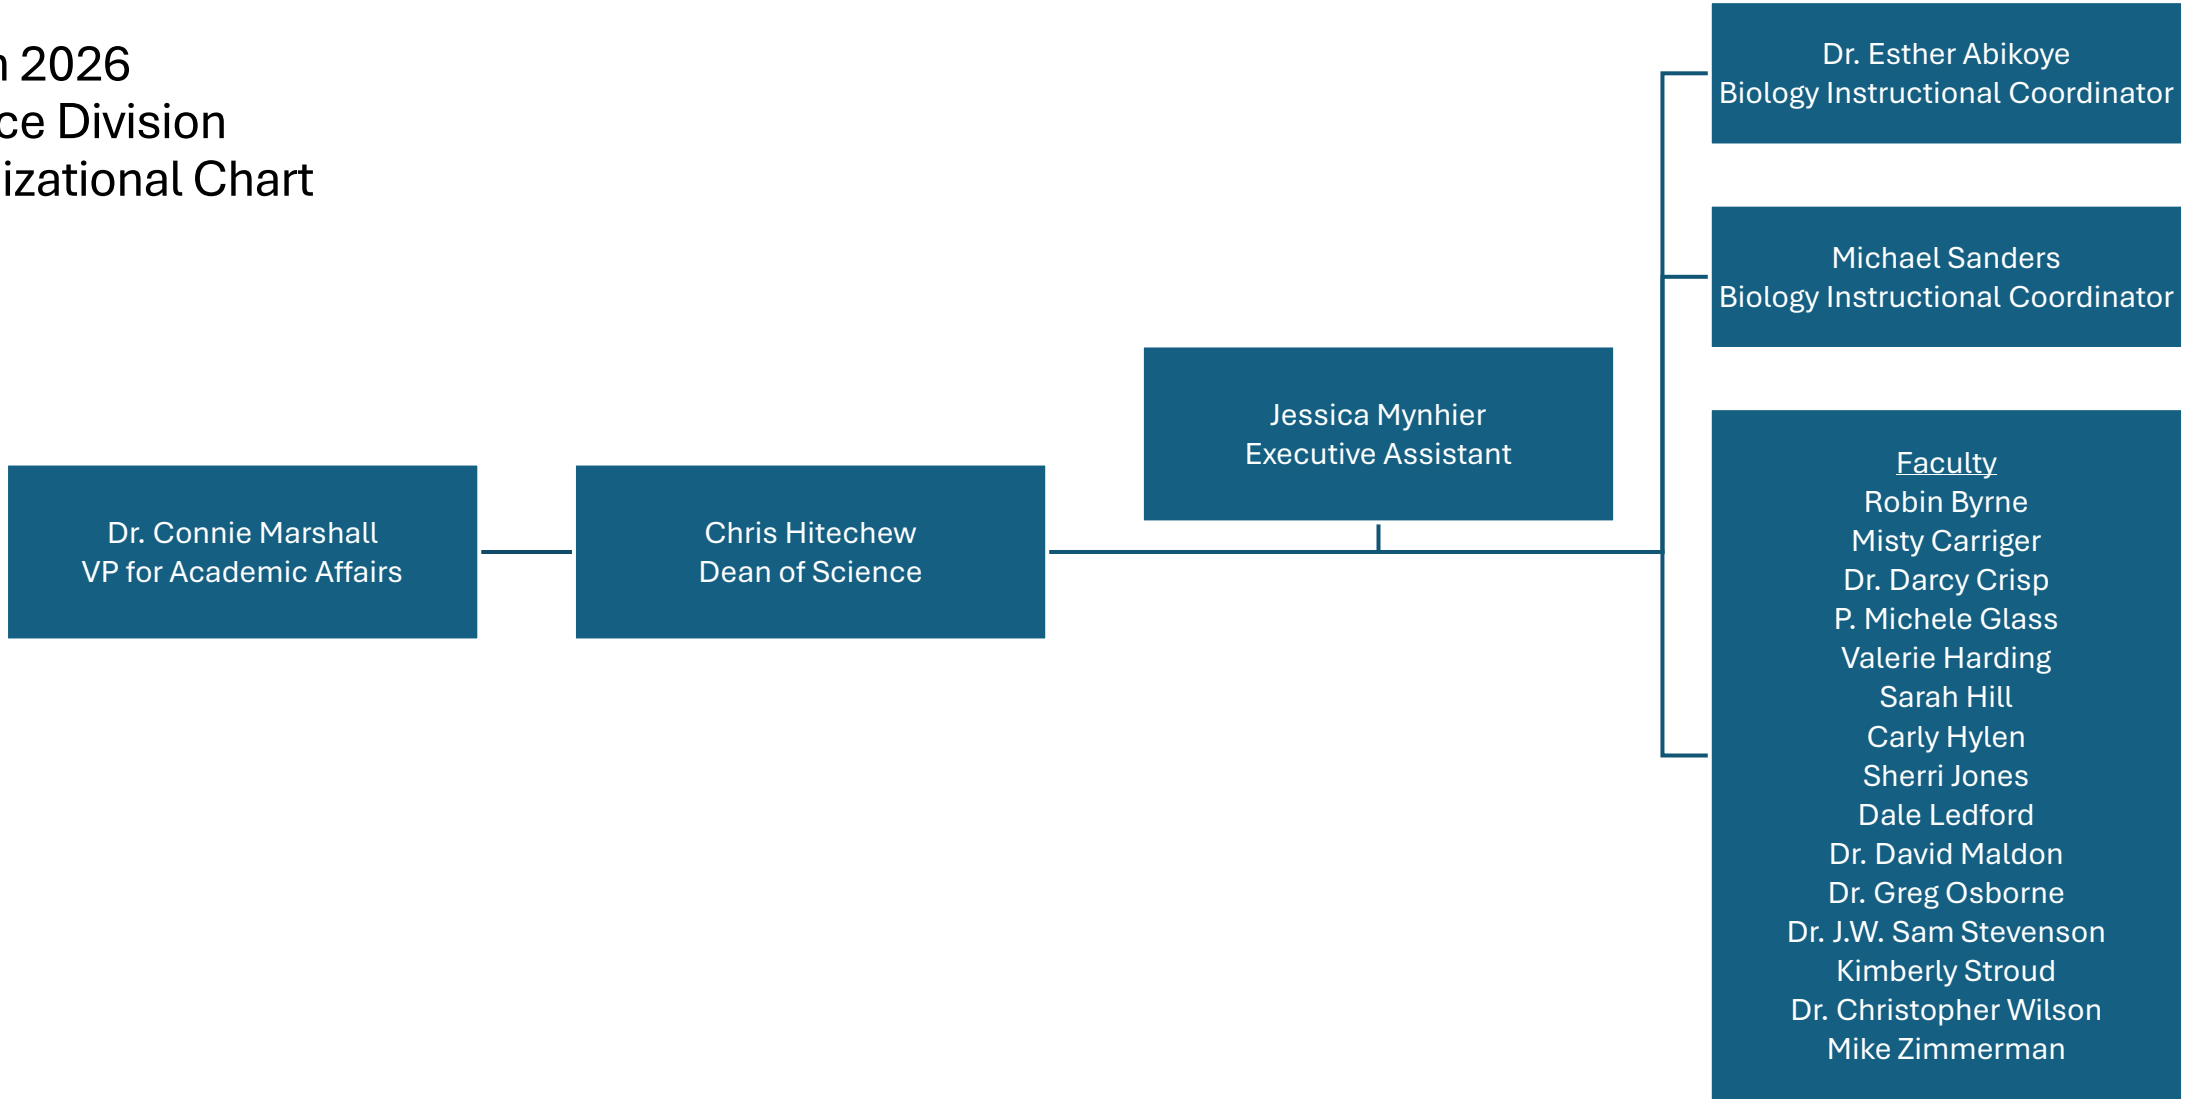 2026
Division
Chart
Dr. Esther Abikoye
Biology Instructional Coordinator
Michael Sanders
Biology Instructional Coordinator
Jessica Mynhier
Executive Assistant
Dr. Connie Marshall
VP for Academic Affairs
Chris Hitechew
Dean of Science
Faculty
Robin Byrne
Misty Carriger
Dr. Darcy Crisp
P. Michele Glass
Valerie Harding
Sarah Hill
Carly Hylen
Sherri Jones
Dale Ledford
Dr. David Maldon
Dr. Greg Osborne
Dr. J.W. Sam Stevenson
Kimberly Stroud
Dr. Christopher Wilson
Mike Zimmerman